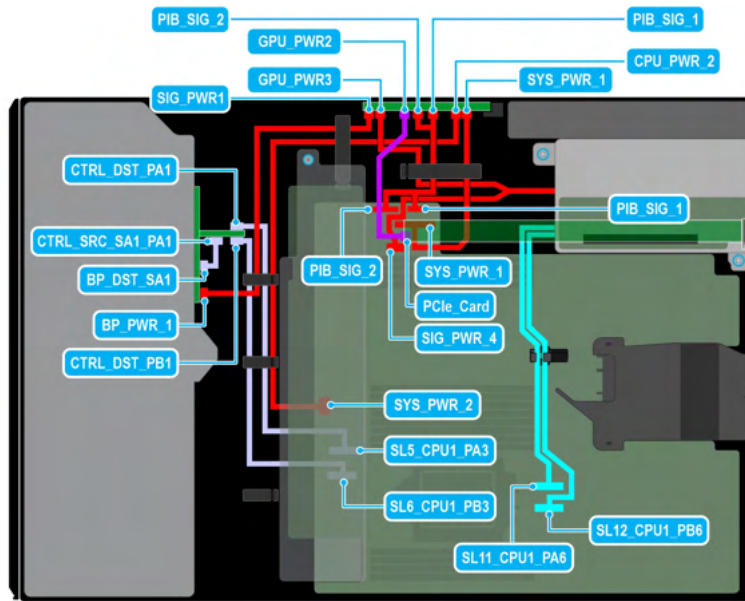 PIB_SIG_2
PIB_SIG_1
GPU_PWR2
CPU_PWR_2
GPU_PWR3
SYS_PWR_1
SIG_PWR1
CTRL_DST_PA1
PIB_SIG_1
CTRL_SRC_SA1_PA1
PIB_SIG_2
SYS_PWR_1
BP_DST_SA1
PCIe_Card
BP_PWR_1
SIG_PWR_4
CTRL_DST_PB1
SYS_PWR_2
SL5_CPU1_PA3
SL6_CPU1_PB3
SL12_CPU1_PB6
SL11_CPU1_PA6